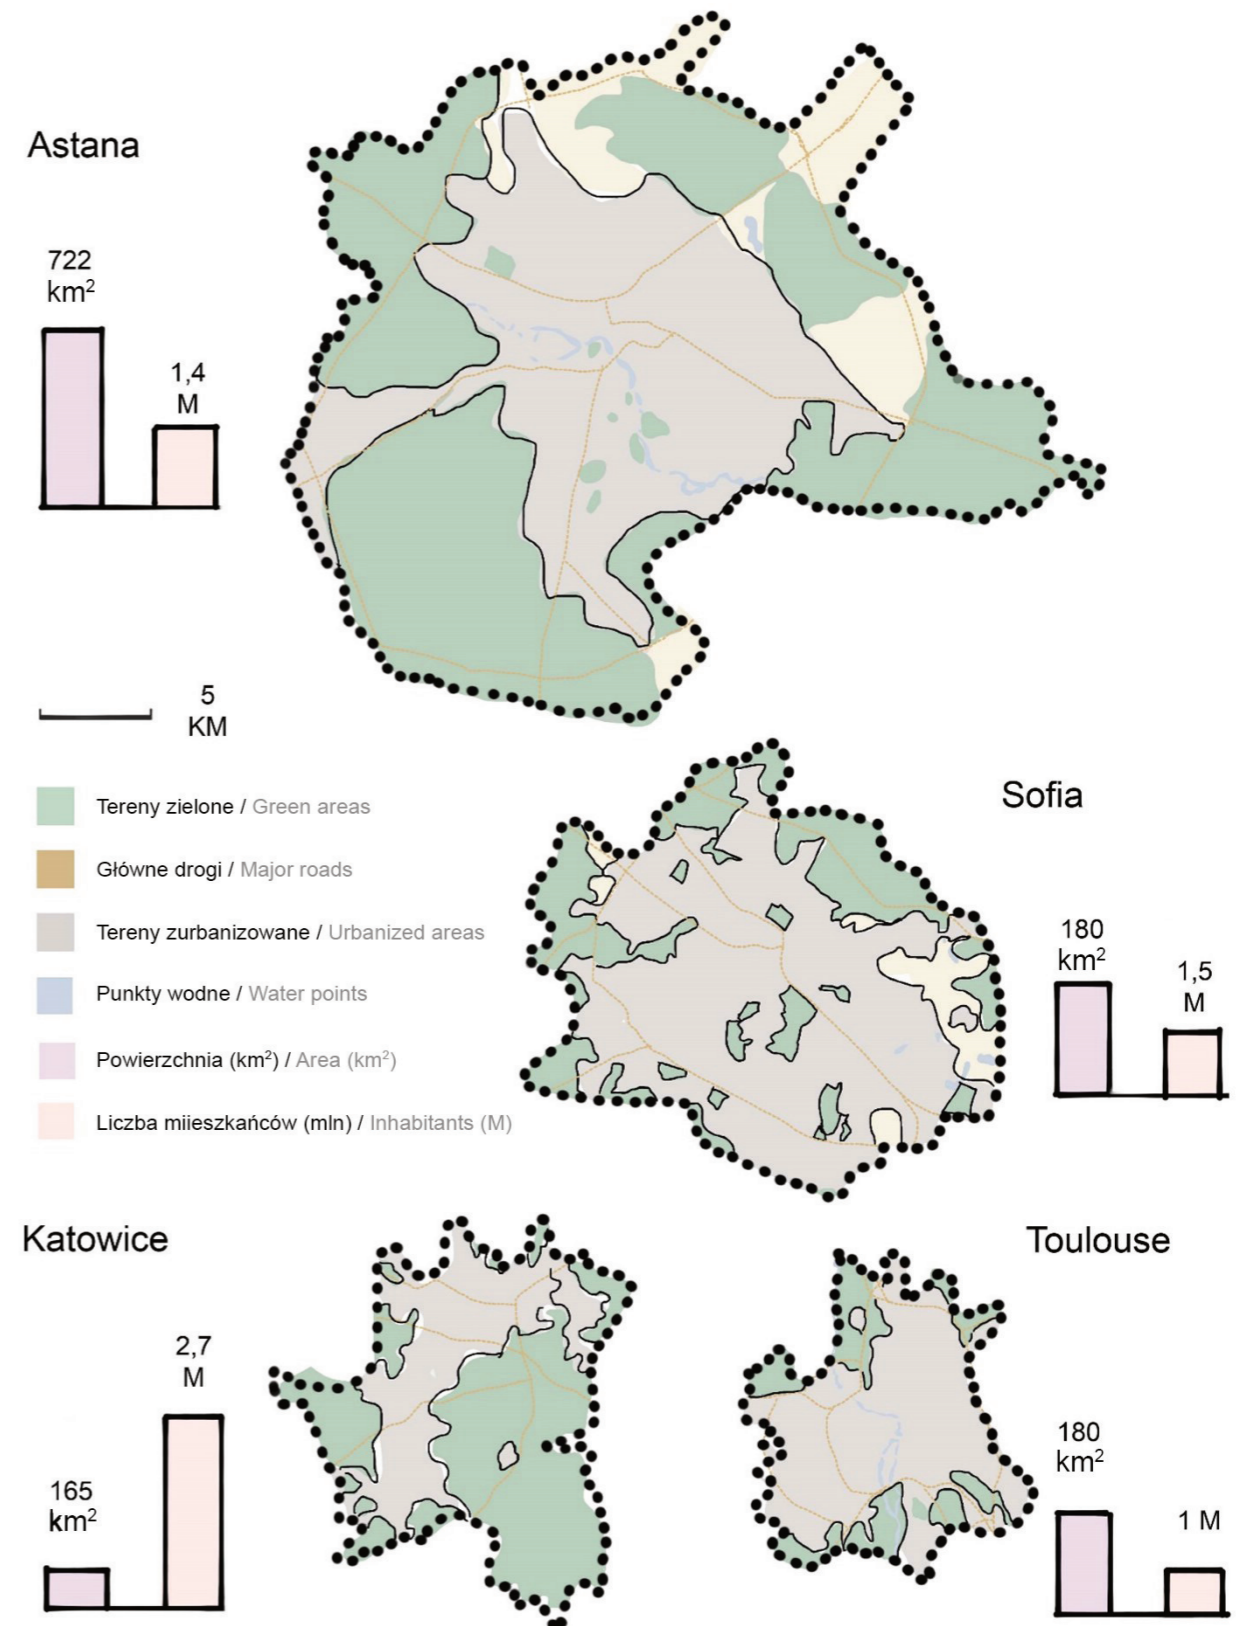 Astana
722
km²
1,4
M
5
KM
Tereny zielone / Green areas
Główne drogi / Major roads
Tereny zurbanizowane / Urbanized areas
Punkty wodne / Water points
Powierzchnia (km²) / Area (km²)
Liczba miieszkańców (mln) / Inhabitants (M)
Sofia
180
km²
1,5
M
Katowice
165
km²
2,7
M
Toulouse
180
km²
1 M